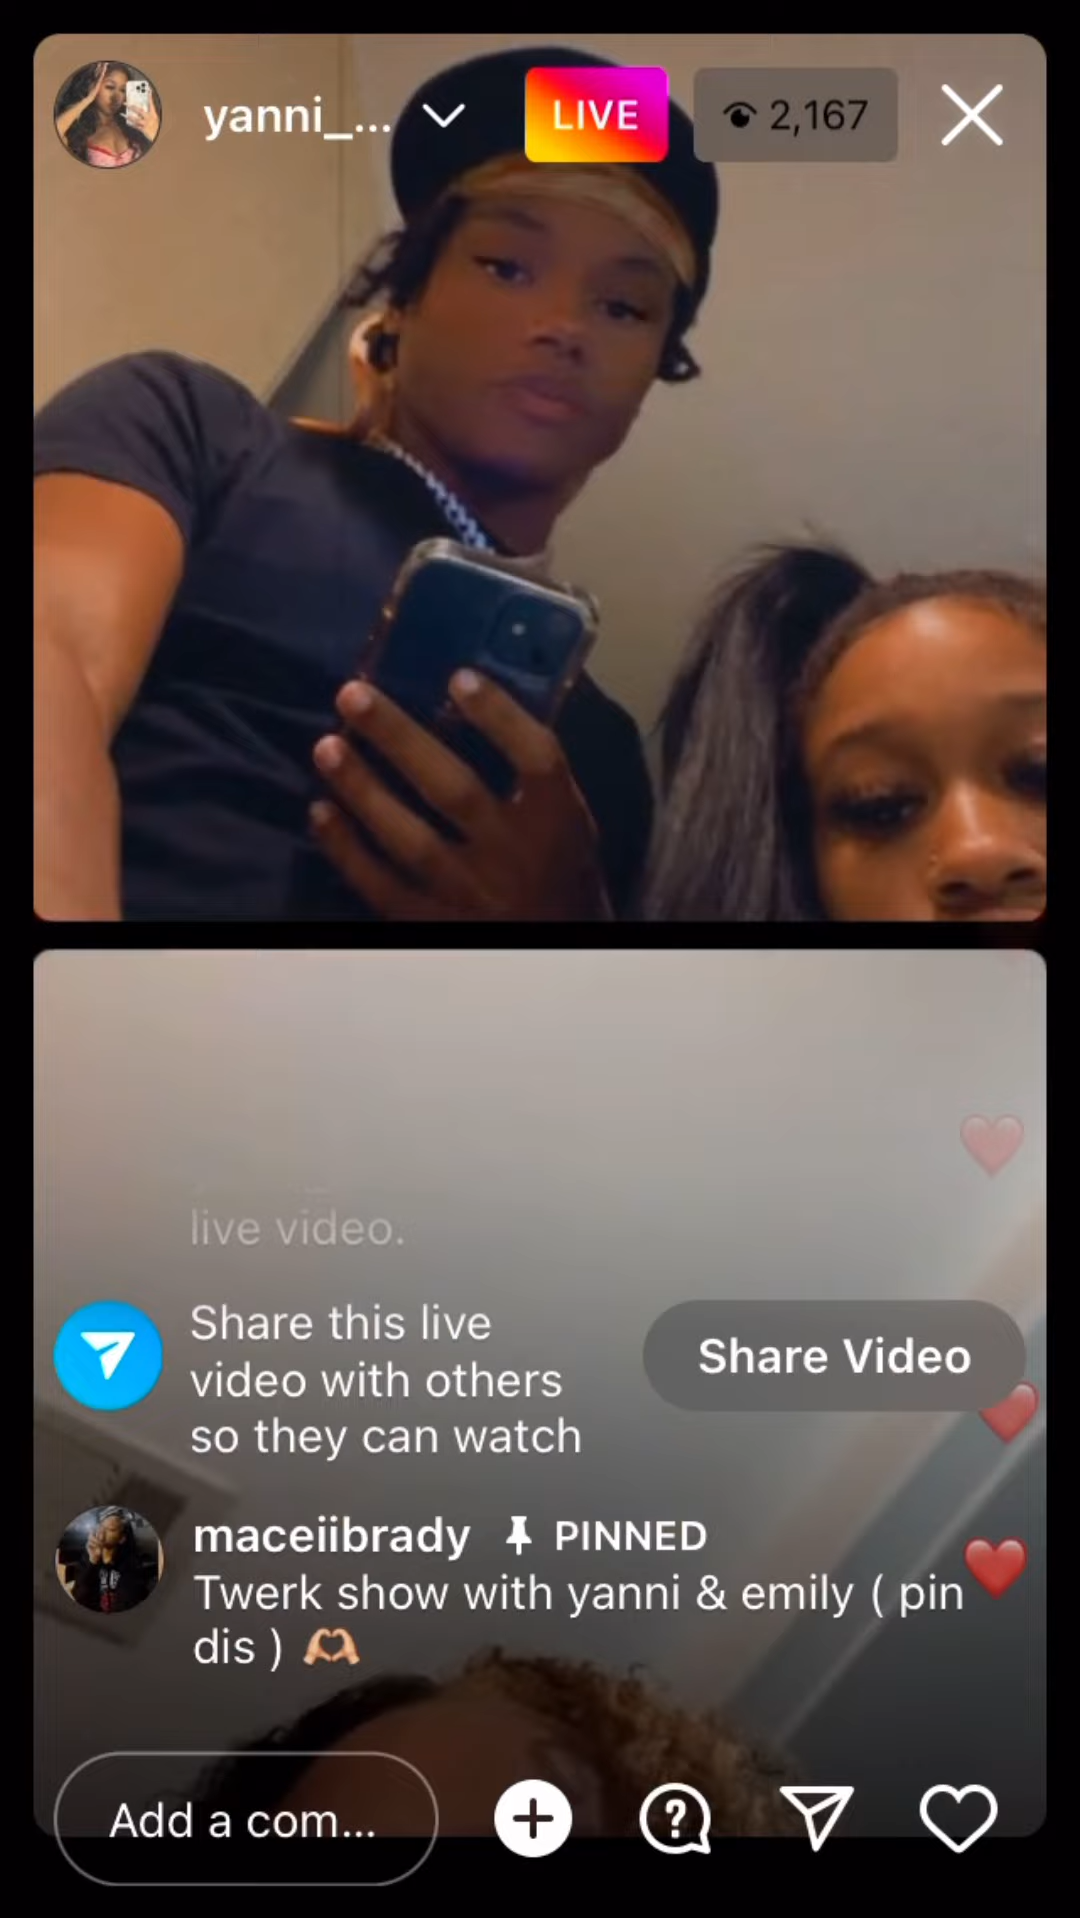 yanni_... LIVE 2,167
live video.
Share this live
video with others
so they can watch
Share Video
maceiibrady PINNED
Twerk show with yanni & emily ( pin
dis ) 🫶🏻
Add a com...